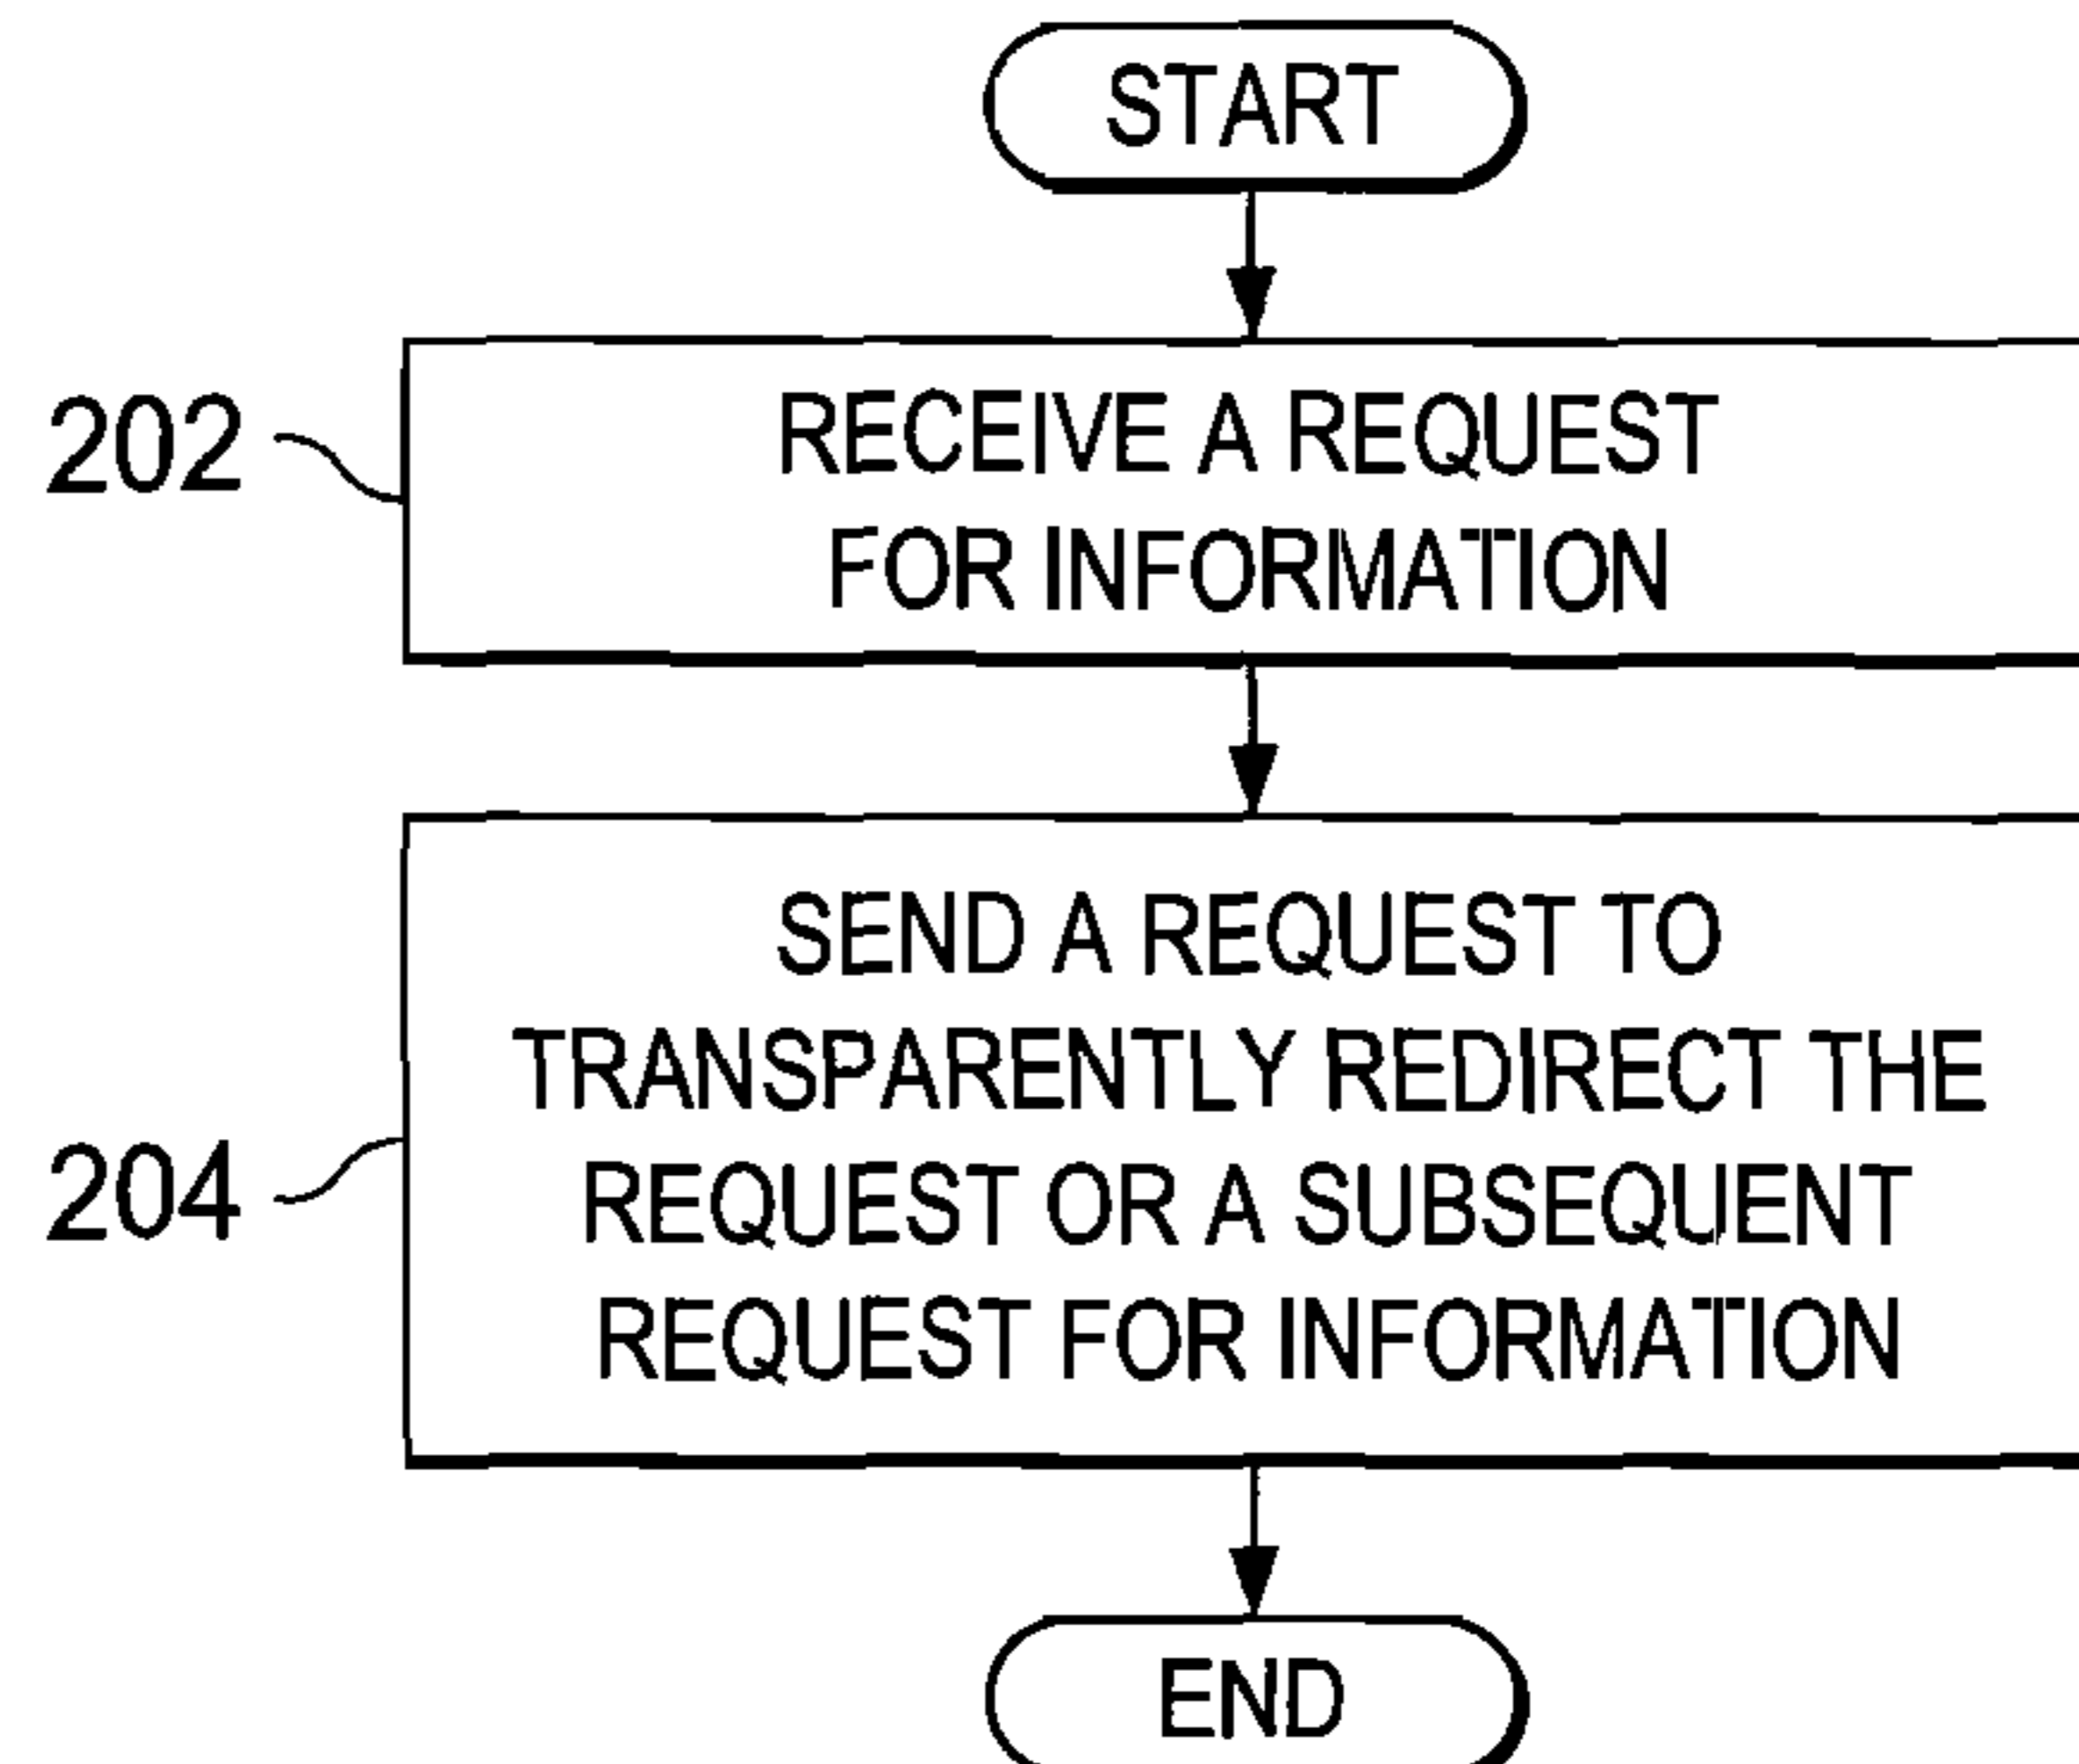 START
202
RECEIVE A REQUEST
FOR INFORMATION
204
SEND A REQUEST TO
TRANSPARENTLY REDIRECT THE
REQUEST OR A SUBSEQUENT
REQUEST FOR INFORMATION
END